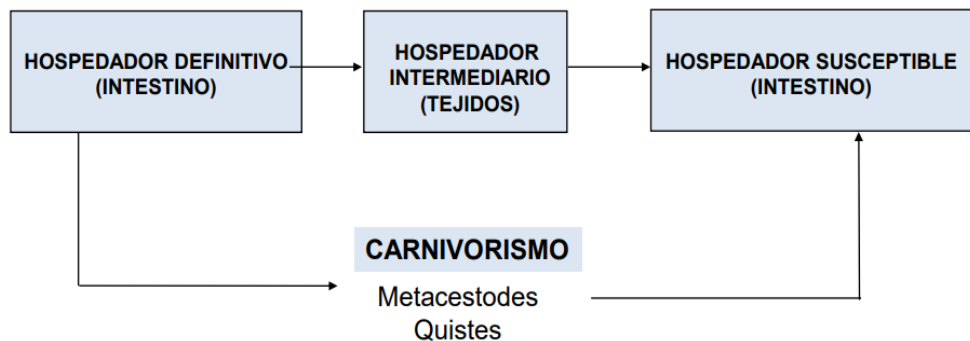 HOSPEDADOR DEFINITIVO
(INTESTINO)
HOSPEDADOR
INTERMEDIARIO
(TEJIDOS)
HOSPEDADOR SUSCEPTIBLE
(INTESTINO)
CARNIVORISMO
Metacestodes
Quistes